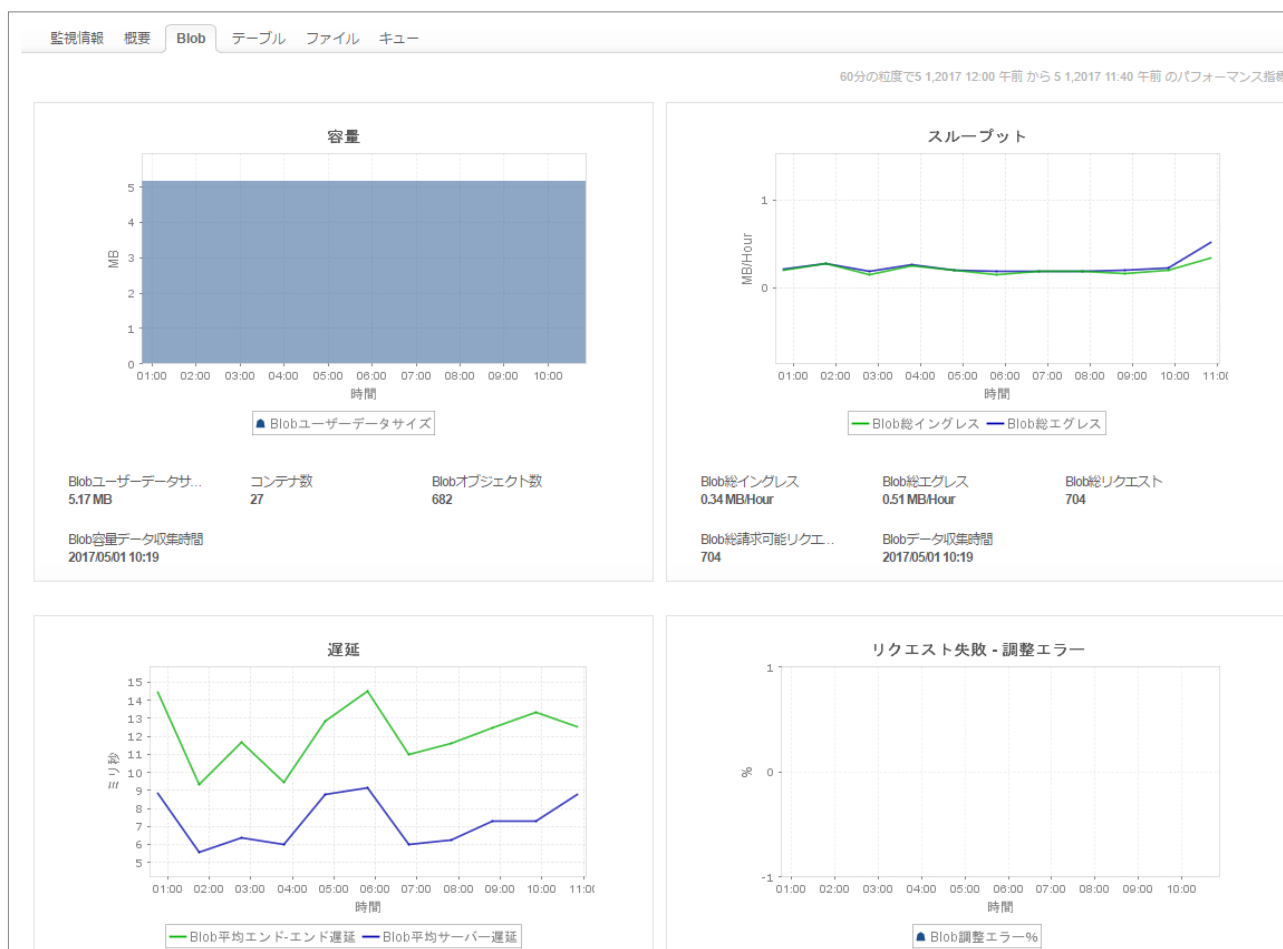 監視情報 概要 Blob テーブル ファイル キュー
60分の粒度で5 1,2017 12:00 午前 から 5 1,2017 11:40 午前 のパフォーマンス指標
容量
5
4
3
2
1
0
MB
01:00 02:00 03:00 04:00 05:00 06:00 07:00 08:00 09:00 10:00
時間
Blobユーザーデータサイズ
Blobユーザーデータサ... コンテナ数 Blobオブジェクト数
5.17 MB 27 682
Blob容量データ収集時間
2017/05/01 10:19
スループット
1
0
MB/Hour
01:00 02:00 03:00 04:00 05:00 06:00 07:00 08:00 09:00 10:00 11:0
時間
Blob総イングレス Blob総エグレス
Blob総イングレス Blob総エグレス Blob総リクエスト
0.34 MB/Hour 0.51 MB/Hour 704
Blob総請求可能リクエ... Blobデータ収集時間
704 2017/05/01 10:19
遅延
15
14
13
12
11
10
9
8
7
6
5
ミリ秒
01:00 02:00 03:00 04:00 05:00 06:00 07:00 08:00 09:00 10:00 11:0
時間
Blob平均エンド-エンド遅延 Blob平均サーバー遅延
リクエスト失敗 - 調整エラー
1
0
-1
%
01:00 02:00 03:00 04:00 05:00 06:00 07:00 08:00 09:00 10:00
時間
Blob調整エラー%